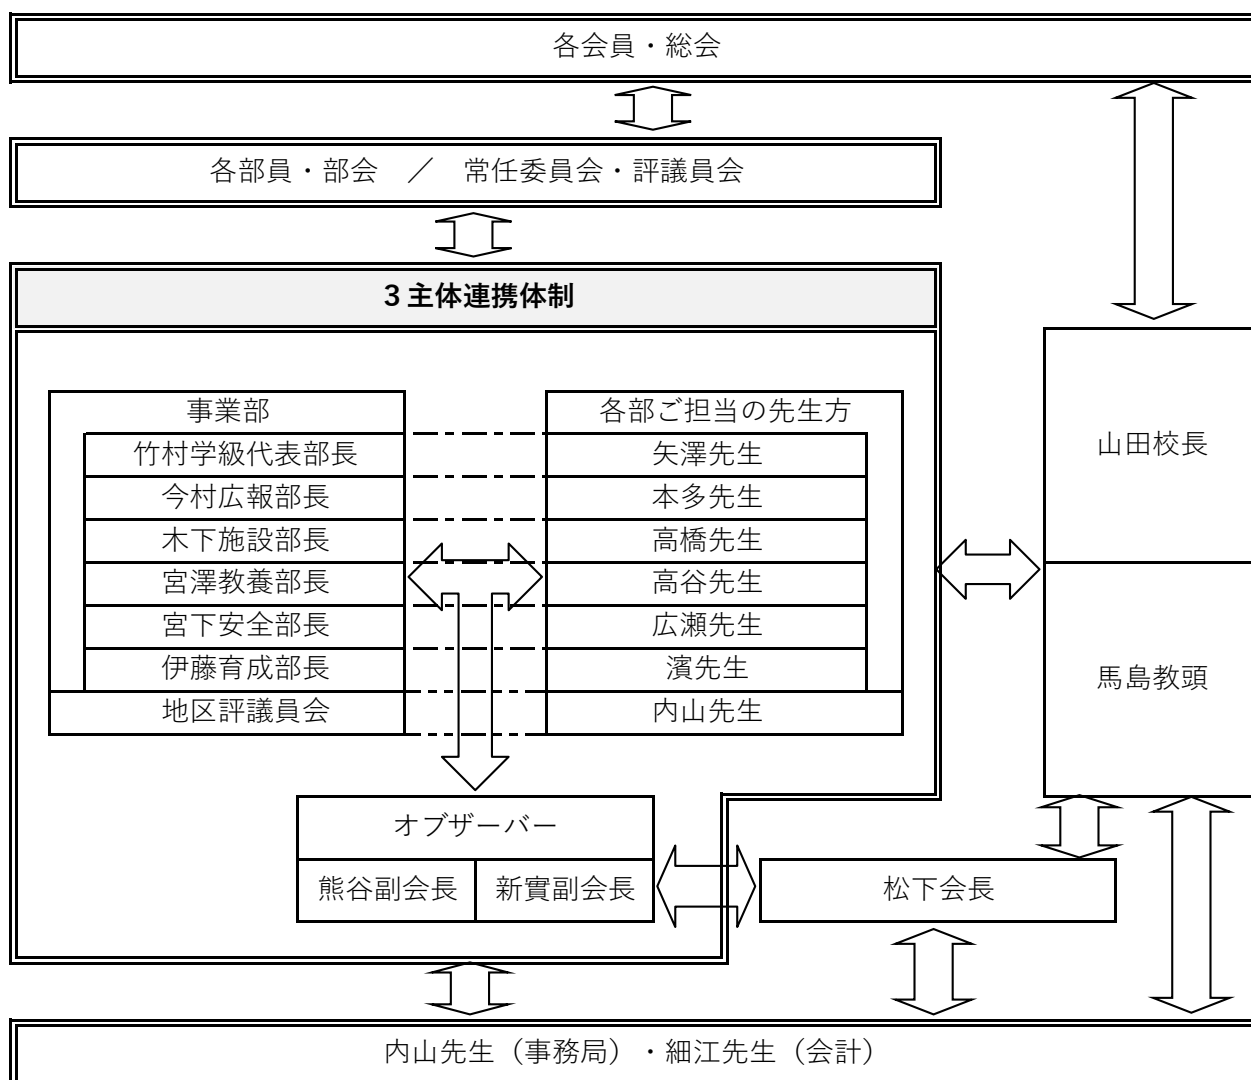 各会員・総会
各部員・部会　／　常任委員会・評議員会
３主体連携体制
事業部
竹村学級代表部長
今村広報部長
木下施設部長
宮澤教養部長
宮下安全部長
伊藤育成部長
地区評議員会
各部ご担当の先生方
矢澤先生
本多先生
高橋先生
高谷先生
広瀬先生
濱先生
内山先生
山田校長
馬島教頭
オブザーバー
熊谷副会長
新實副会長
松下会長
内山先生（事務局）・細江先生（会計）